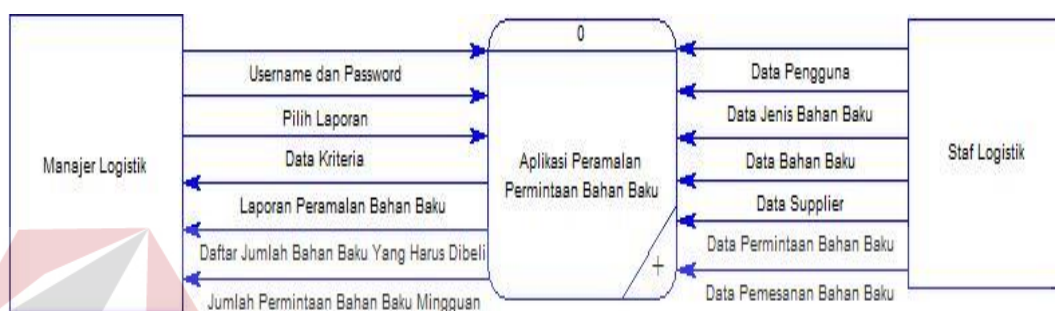 Manajer Logistik
Username dan Password
Pilih Laporan
Data Kriteria
Laporan Peramalan Bahan Baku
Daftar Jumlah Bahan Baku Yang Harus Dibeli
Jumlah Permintaan Bahan Baku Mingguan
0
Aplikasi Peramalan
Permintaan Bahan Baku
+
Data Pengguna
Data Jenis Bahan Baku
Data Bahan Baku
Data Supplier
Data Permintaan Bahan Baku
Data Pemesanan Bahan Baku
Staf Logistik